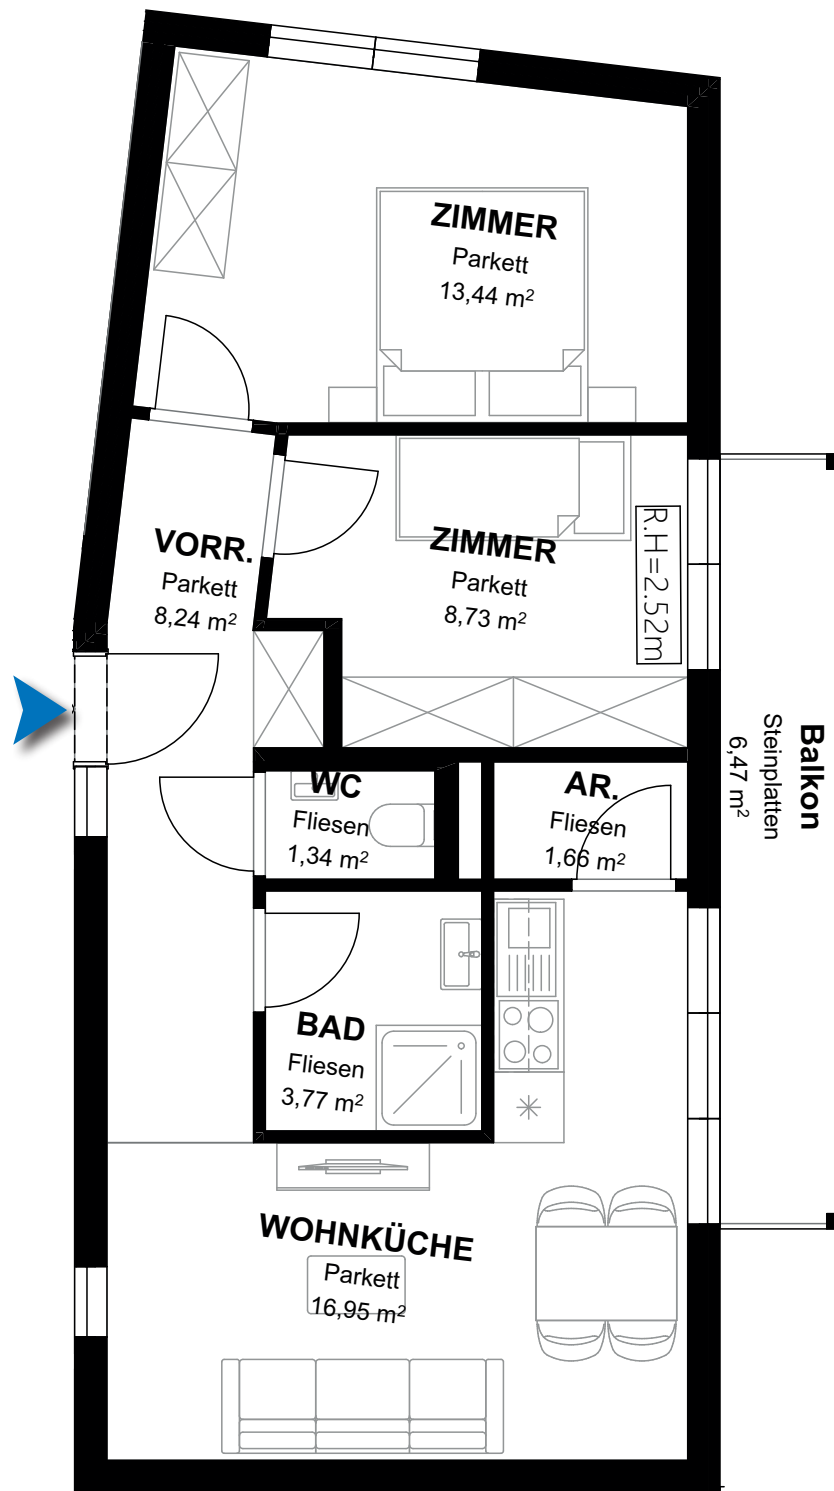 ZIMMER
Parkett
13,44 m²
VORR.
Parkett
8,24 m²
ZIMMER
Parkett
8,73 m²
R.H=2.52m
Balkon
Steinplatten
6,47 m²
WC
Fliesen
1,34 m²
AR.
Fliesen
1,66 m²
BAD
Fliesen
3,77 m²
WOHNKÜCHE
Parkett
16,95 m²